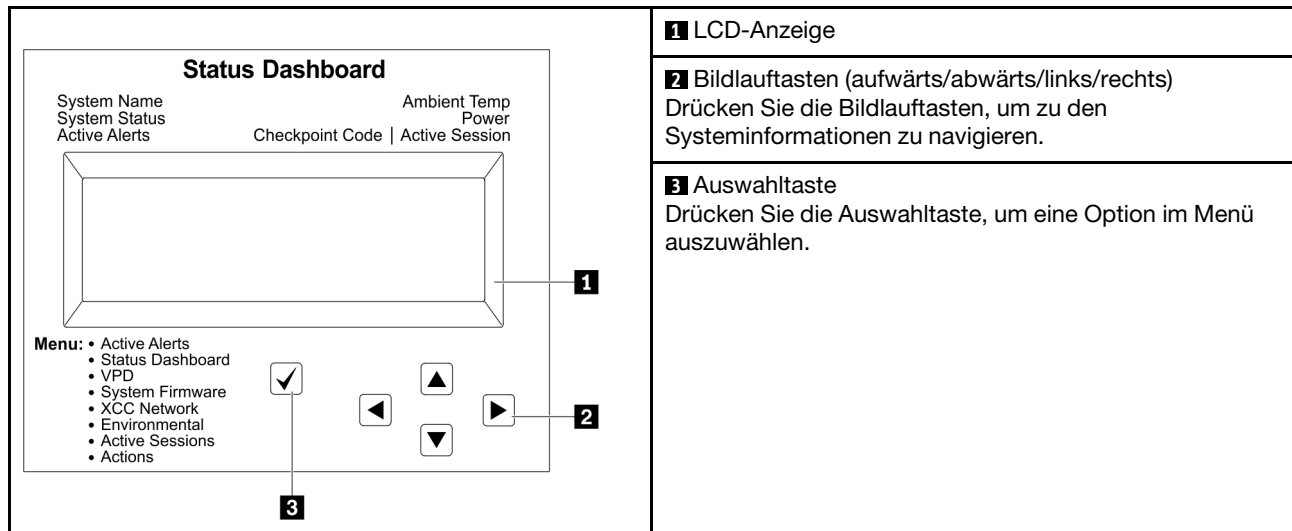 Status Dashboard
System Name
System Status
Active Alerts
Ambient Temp
Power
Checkpoint Code | Active Session
1
Menu: • Active Alerts
• Status Dashboard
• VPD
• System Firmware
• XCC Network
• Environmental
• Active Sessions
• Actions
2
3
1 LCD-Anzeige
2 Bildlauftasten (aufwärts/abwärts/links/rechts)
Drücken Sie die Bildlauftasten, um zu den
Systeminformationen zu navigieren.
3 Auswahltaste
Drücken Sie die Auswahltaste, um eine Option im Menü
auszuwählen.